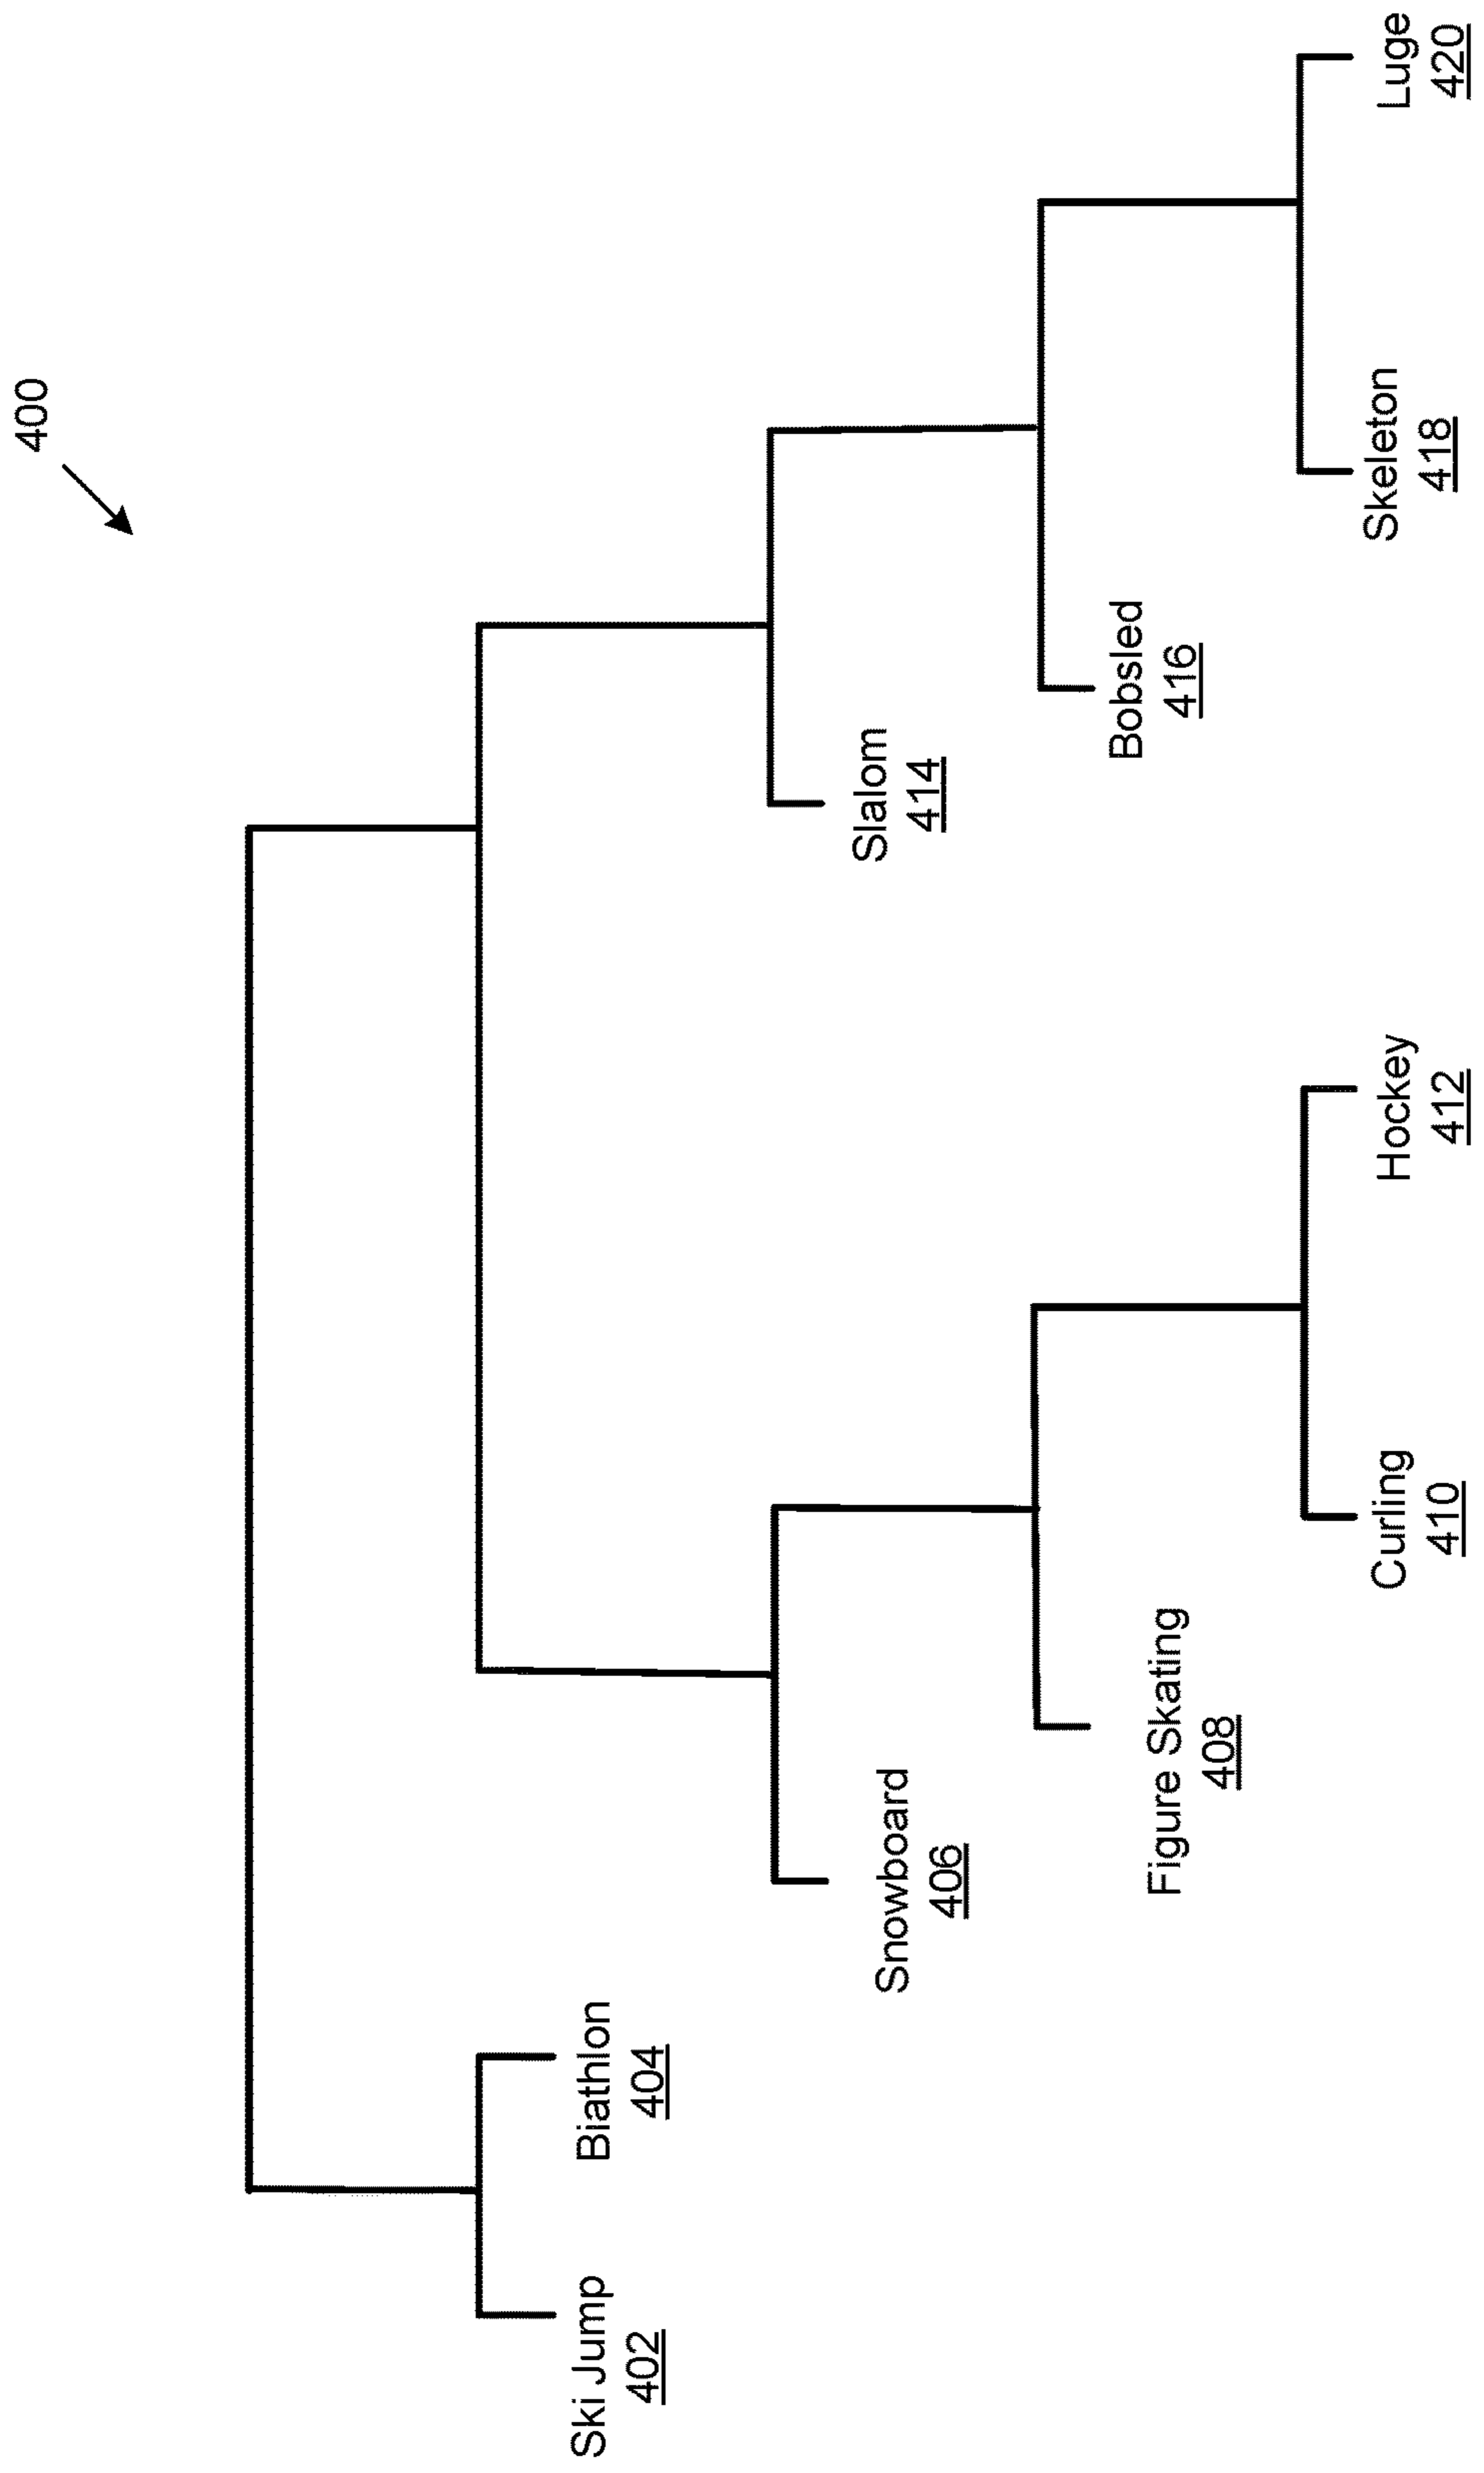 400
Ski Jump
402
Biathlon
404
Snowboard
406
Figure Skating
408
Curling
410
Hockey
412
Slalom
414
Bobsled
416
Skeleton
418
Luge
420